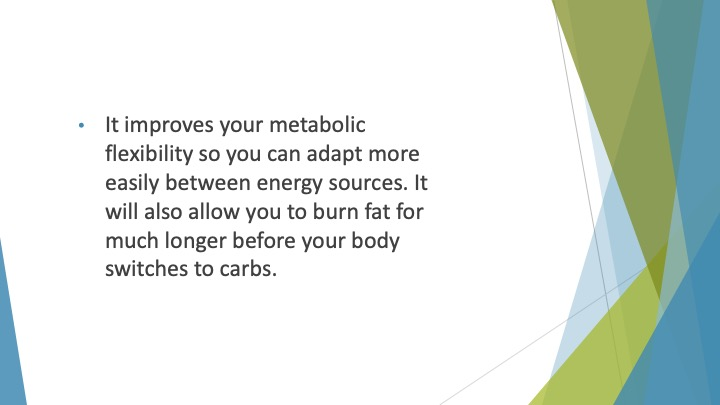 • It improves your metabolic
flexibility so you can adapt more
easily between energy sources. It
will also allow you to burn fat for
much longer before your body
switches to carbs.